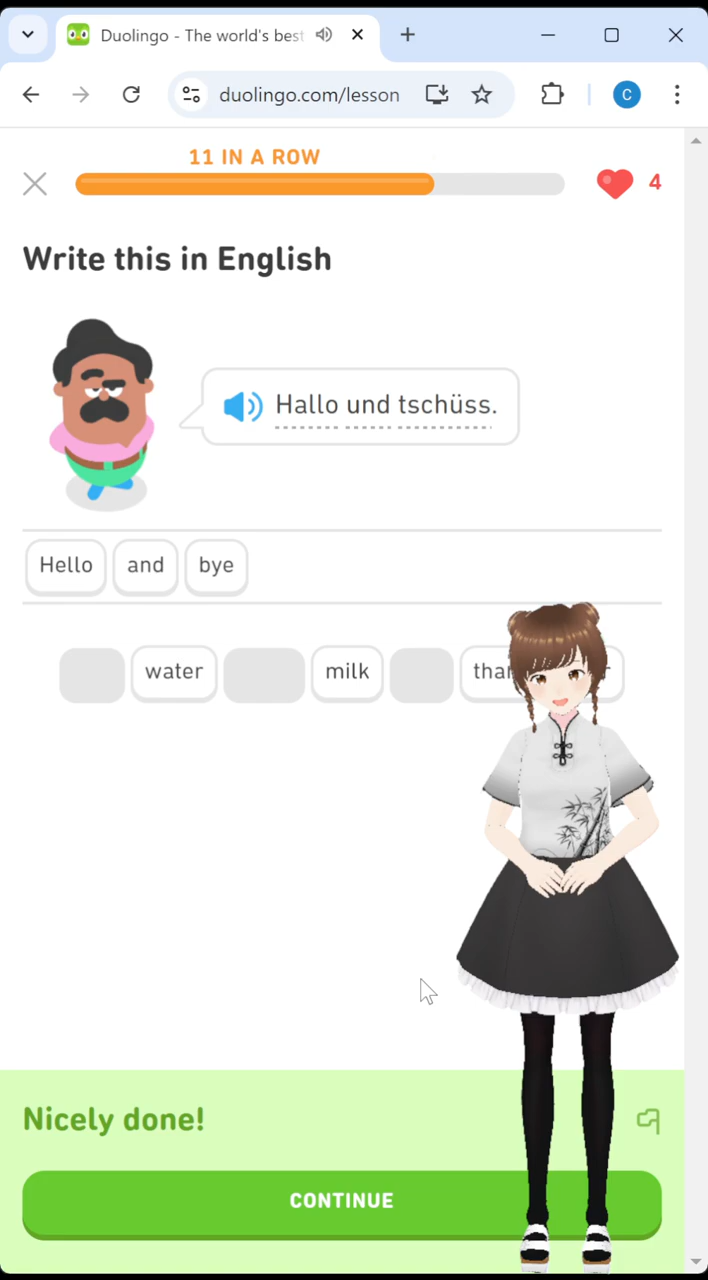 Duolingo - The world's best
duolingo.com/lesson
C
11 IN A ROW
4
Write this in English
Hallo und tschüss.
Hello and bye
water milk
Nicely done!
CONTINUE